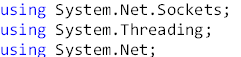 using System.Net.Sockets;
using System.Threading;
using System.Net;